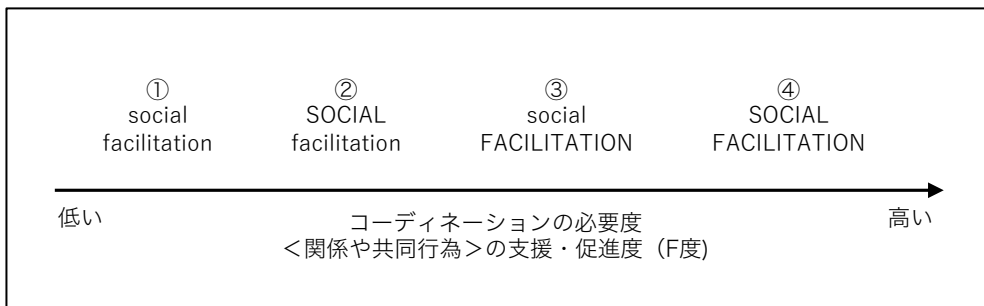 ① ② ③ ④
social SOCIAL social SOCIAL
facilitation facilitation FACILITATION FACILITATION
低い 高い
コーディネーションの必要度
＜関係や共同行為＞の支援・促進度（F度)